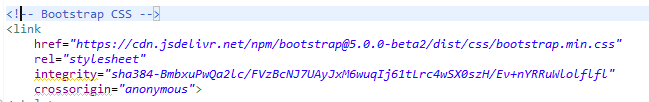 <!-- Bootstrap CSS -->
<link
href="https://cdn.jsdelivr.net/npm/bootstrap@5.0.0-beta2/dist/css/bootstrap.min.css"
rel="stylesheet"
integrity="sha384-BmbxuPwQa2lc/FVzBcNJ7UAyJxM6wuqIj61tLrc4wSX0szH/Ev+nYRRuWlolflfl"
crossorigin="anonymous">